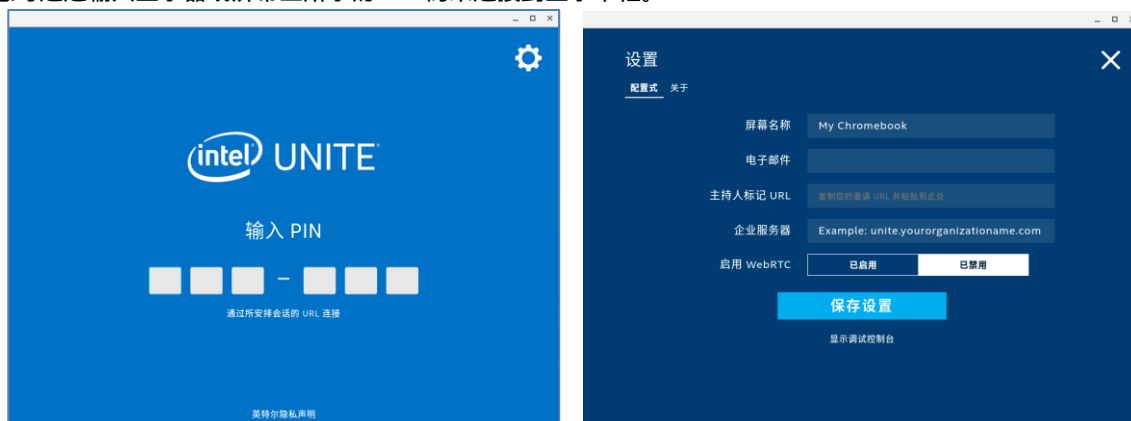 intel UNITE
输入 PIN
通过所安排会话的 URL 连接
英特尔隐私声明
设置
配置式 关于
屏幕名称 My Chromebook
电子邮件
主持人标记 URL 复制您的邀请 URL 并粘贴到此处
企业服务器 Example: unite.yourorganizationame.com
启用 WebRTC 已启用 已禁用
保存设置
显示调试控制台